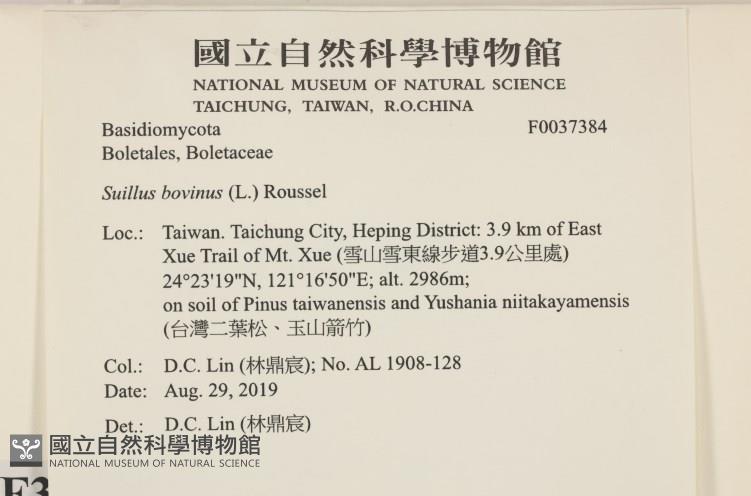 國立自然科學博物館
NATIONAL MUSEUM OF NATURAL SCIENCE
TAICHUNG, TAIWAN, R.O.CHINA
Basidiomycota F0037384
Boletales, Boletaceae
Suillus bovinus (L.) Roussel
Loc.: Taiwan. Taichung City, Heping District: 3.9 km of East
Xue Trail of Mt. Xue (雪山雪東線步道3.9公里處)
24°23'19"N, 121°16'50"E; alt. 2986m;
on soil of Pinus taiwanensis and Yushania niitakayamensis
(台灣二葉松、玉山箭竹)
Col.: D.C. Lin (林鼎宸); No. AL 1908-128
Date: Aug. 29, 2019
Det.: D.C. Lin (林鼎宸)
國立自然科學博物館
NATIONAL MUSEUM OF NATURAL SCIENCE